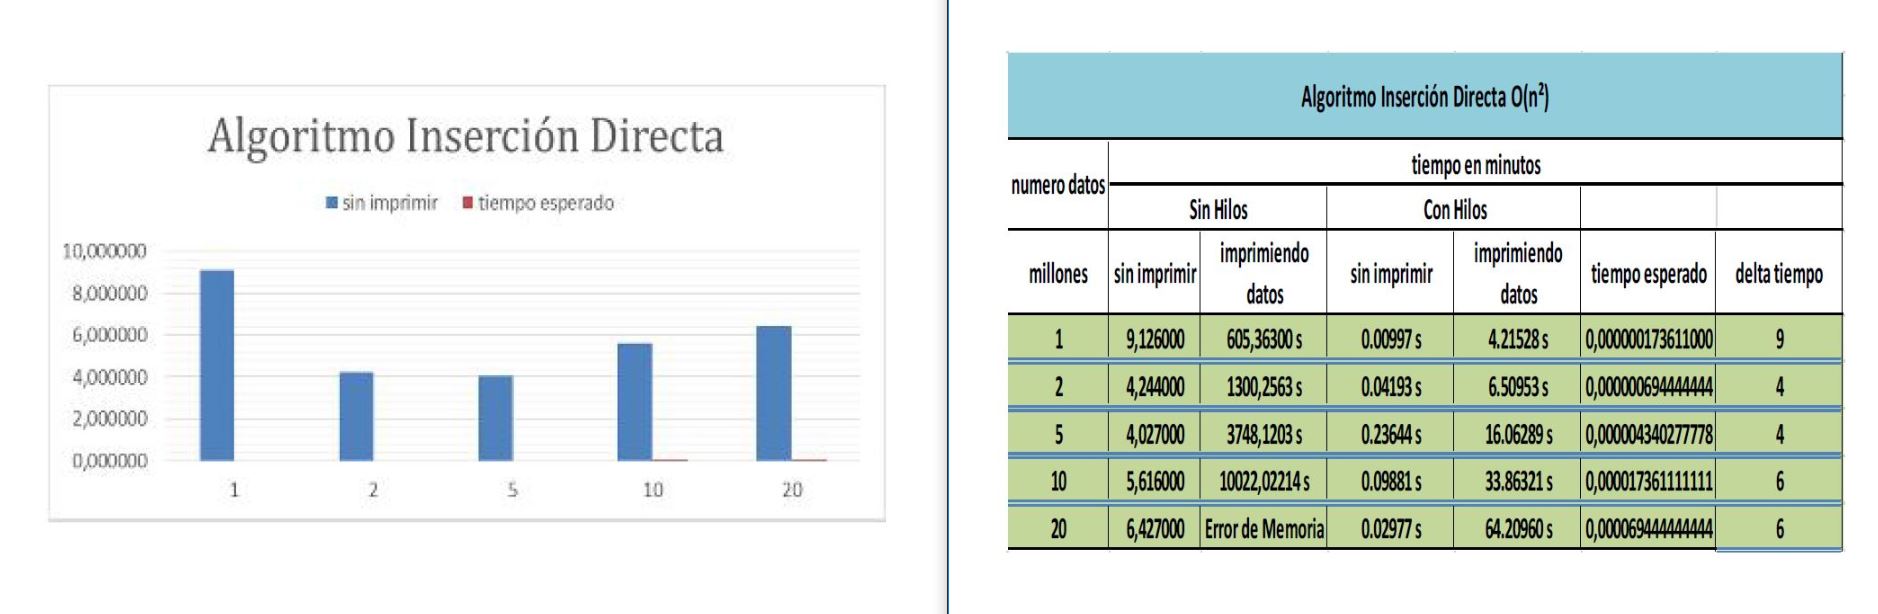 Algoritmo Inserción Directa
sin imprimir tiempo esperado
10,000000
8,000000
6,000000
4,000000
2,000000
0,000000
1 2 5 10 20
Algoritmo Inserción Directa O(n²)
numero datos
tiempo en minutos
Sin Hilos Con Hilos
millones sin imprimir imprimiendo datos sin imprimir imprimiendo datos tiempo esperado delta tiempo
1 9,126000 605,36300 s 0.00997 s 4.21528 s 0,000000173611000 9
2 4,244000 1300,2563 s 0.04193 s 6.50953 s 0,000000694444444 4
5 4,027000 3748,1203 s 0.23644 s 16.06289 s 0,000004340277778 4
10 5,616000 10022,02214 s 0.09881 s 33.86321 s 0,000017361111111 6
20 6,427000 Error de Memoria 0.02977 s 64.20960 s 0,000069444444444 6